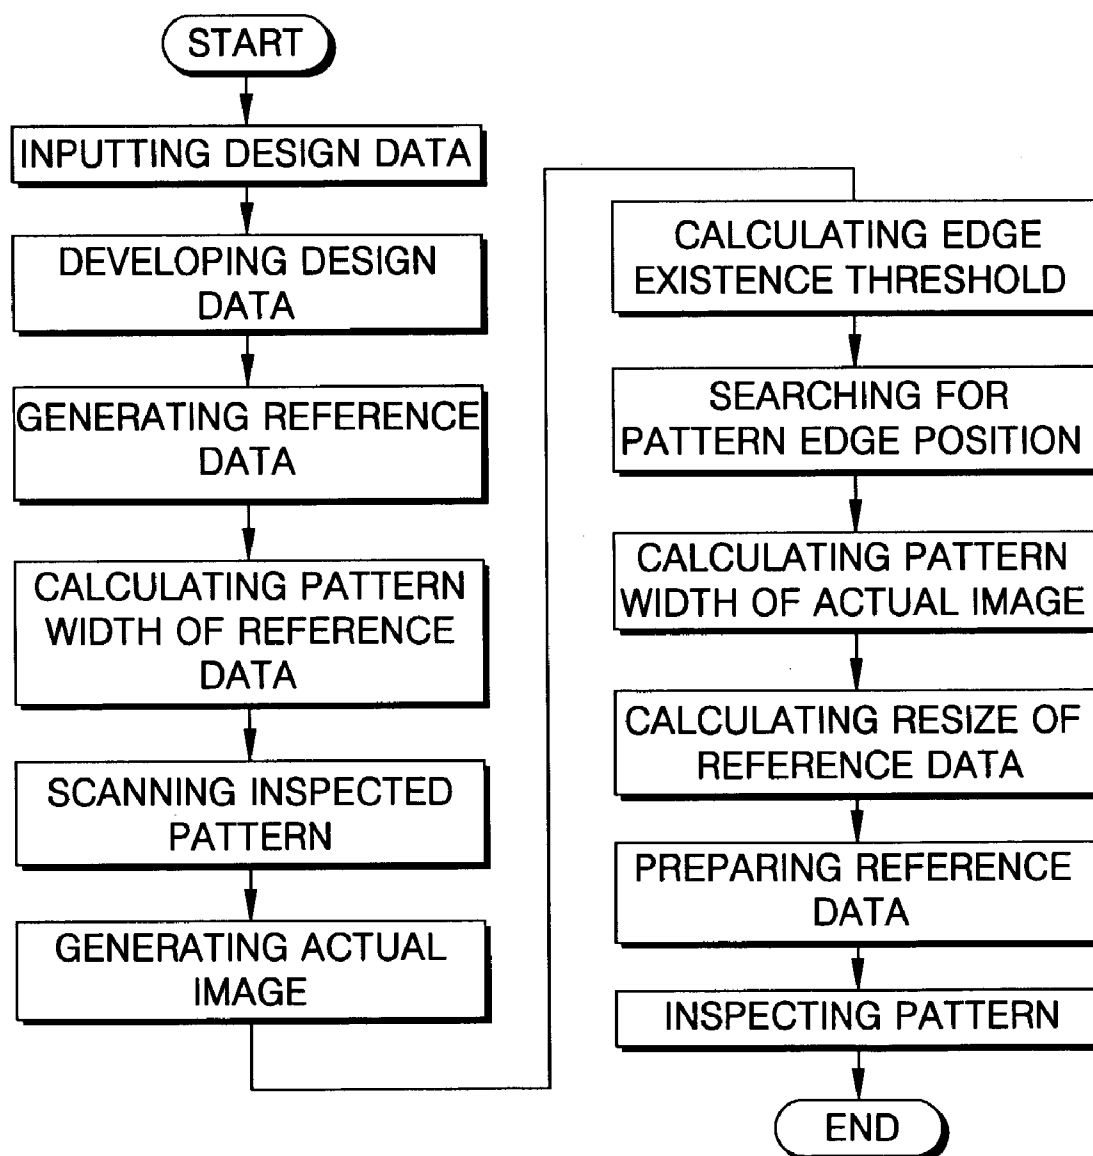 START
INPUTTING DESIGN DATA
DEVELOPING DESIGN
DATA
GENERATING REFERENCE
DATA
CALCULATING PATTERN
WIDTH OF REFERENCE
DATA
SCANNING INSPECTED
PATTERN
GENERATING ACTUAL
IMAGE
CALCULATING EDGE
EXISTENCE THRESHOLD
SEARCHING FOR
PATTERN EDGE POSITION
CALCULATING PATTERN
WIDTH OF ACTUAL IMAGE
CALCULATING RESIZE OF
REFERENCE DATA
PREPARING REFERENCE
DATA
INSPECTING PATTERN
END